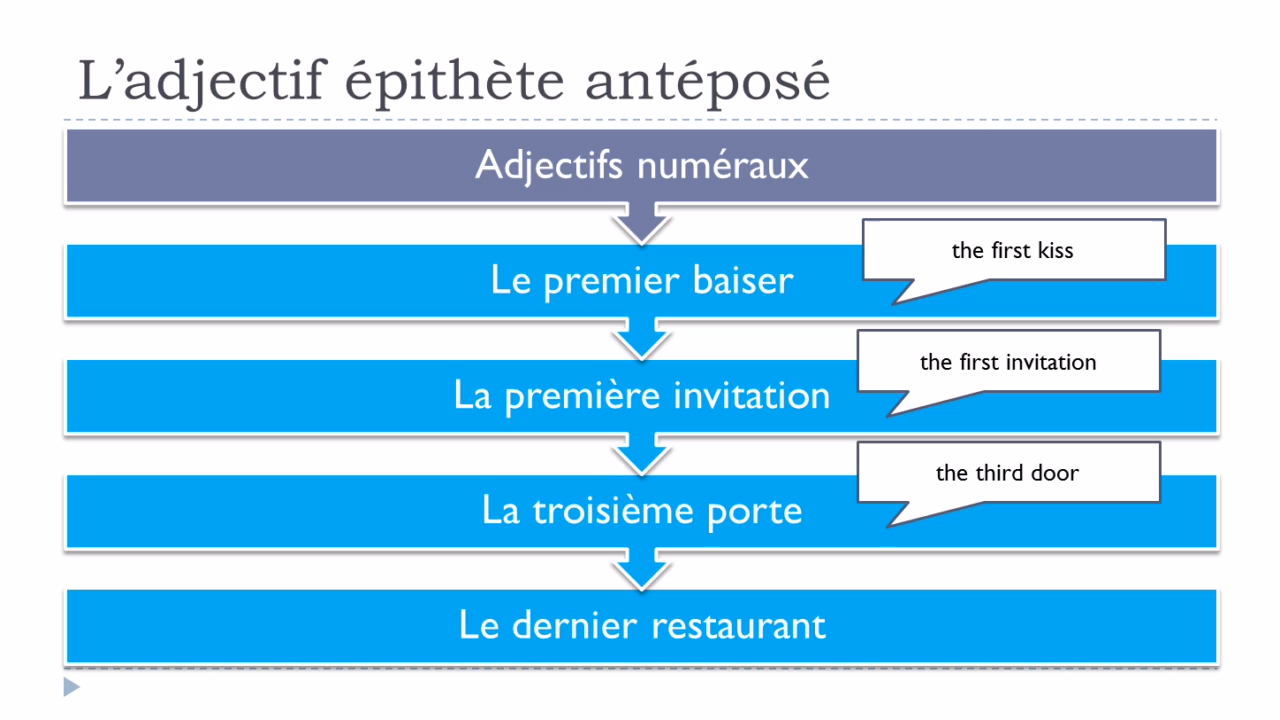 L’adjectif épithète antéposé
Adjectifs numéraux
the first kiss
Le premier baiser
the first invitation
La première invitation
the third door
La troisième porte
Le dernier restaurant